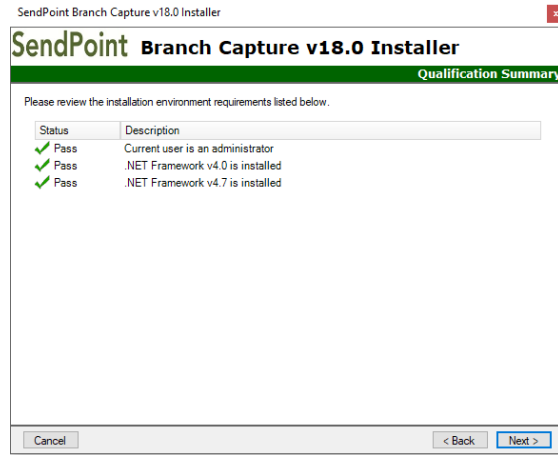 SendPoint Branch Capture v18.0 Installer
x
SendPoint Branch Capture v18.0 Installer
Qualification Summary
Please review the installation environment requirements listed below.
Status Description
Pass Current user is an administrator
Pass .NET Framework v4.0 is installed
Pass .NET Framework v4.7 is installed
Cancel < Back Next >